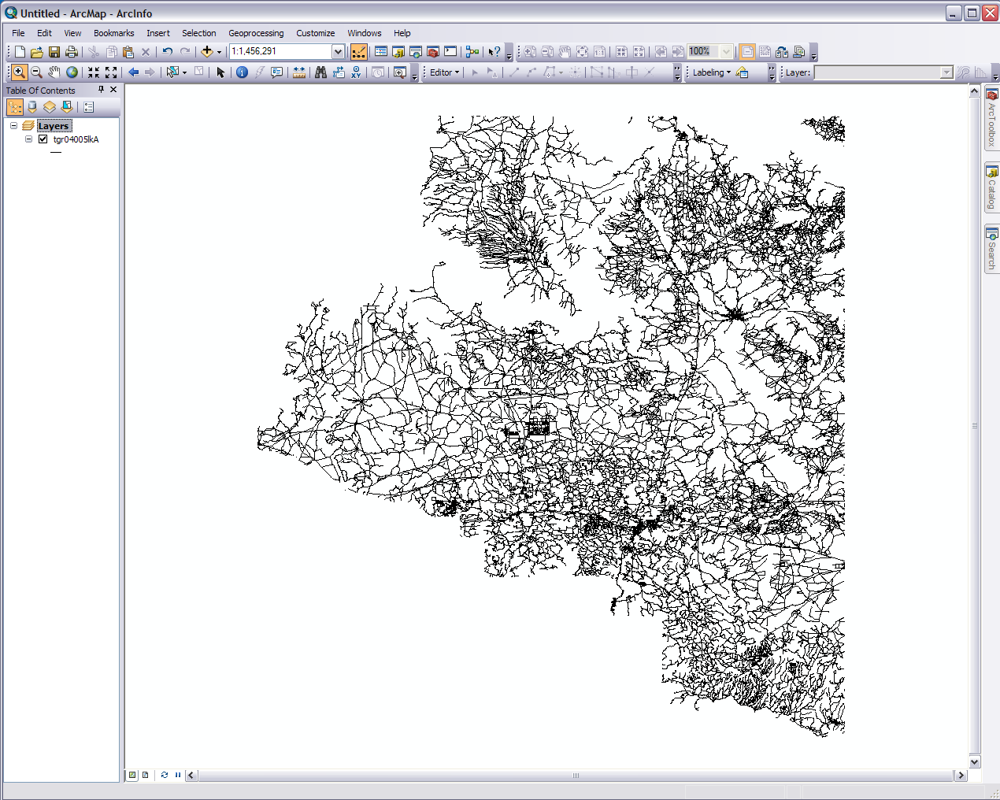 Untitled - ArcMap - ArcInfo
File Edit View Bookmarks Insert Selection Geoprocessing Customize Windows Help
1:1,456,291
100%
Editor
Labeling
Layer:
Table Of Contents
Layers
tgr04005lkA
ArcToolbox
Catalog
Search